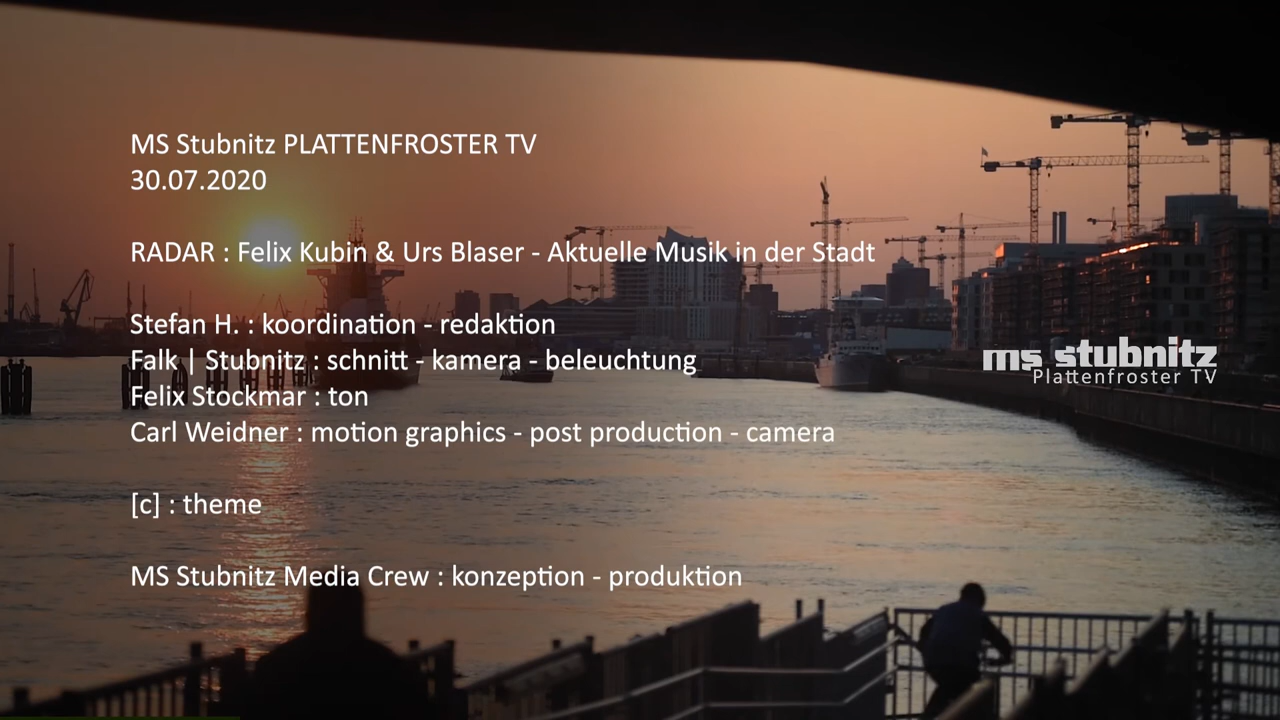 MS Stubnitz PLATTENFROSTER TV
30.07.2020
RADAR : Felix Kubin & Urs Blaser - Aktuelle Musik in der Stadt
Stefan H. : koordination - redaktion
Falk | Stubnitz : schnitt - kamera - beleuchtung
Felix Stockmar : ton
Carl Weidner : motion graphics - post production - camera
[c] : theme
MS Stubnitz Media Crew : konzeption - produktion
ms stubnitz
Plattenfroster TV